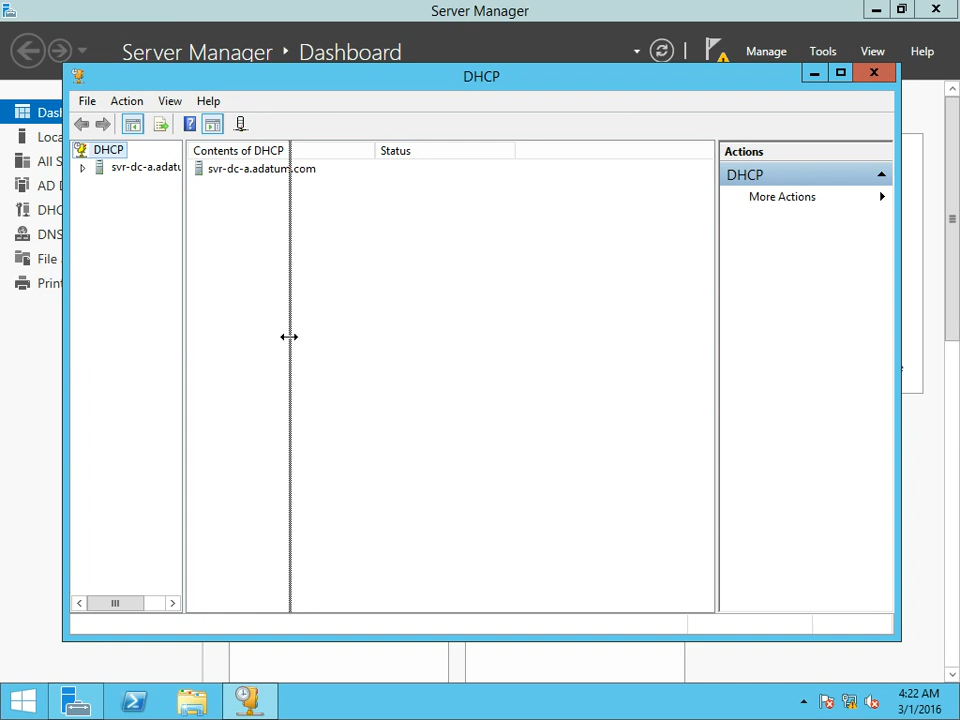 Server Manager
Server Manager ‣ Dashboard
Manage Tools View Help
DHCP
File Action View Help
DHCP
svr-dc-a.adatu
Contents of DHCP Status
svr-dc-a.adatum.com
Actions
DHCP
More Actions
Dash
Loca
All S
AD D
DHC
DNS
File
Print
4:22 AM
3/1/2016